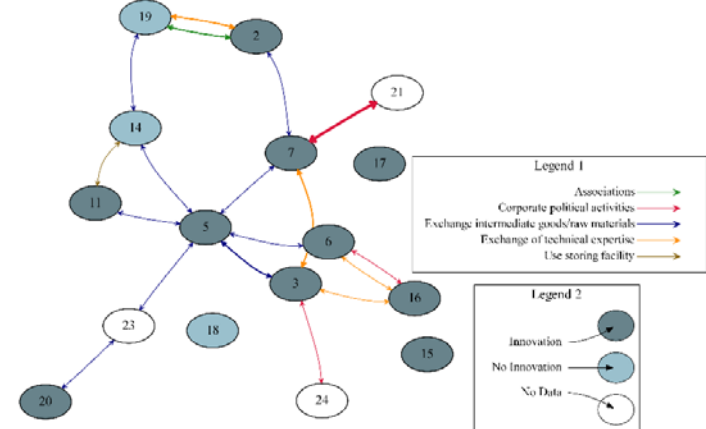 19
2
21
14
7
17
11
5
6
3
16
23
18
15
20
24
Legend 1
Associations
Corporate political activities
Exchange intermediate goods/raw materials
Exchange of technical expertise
Use storing facility
Legend 2
Innovation
No Innovation
No Data